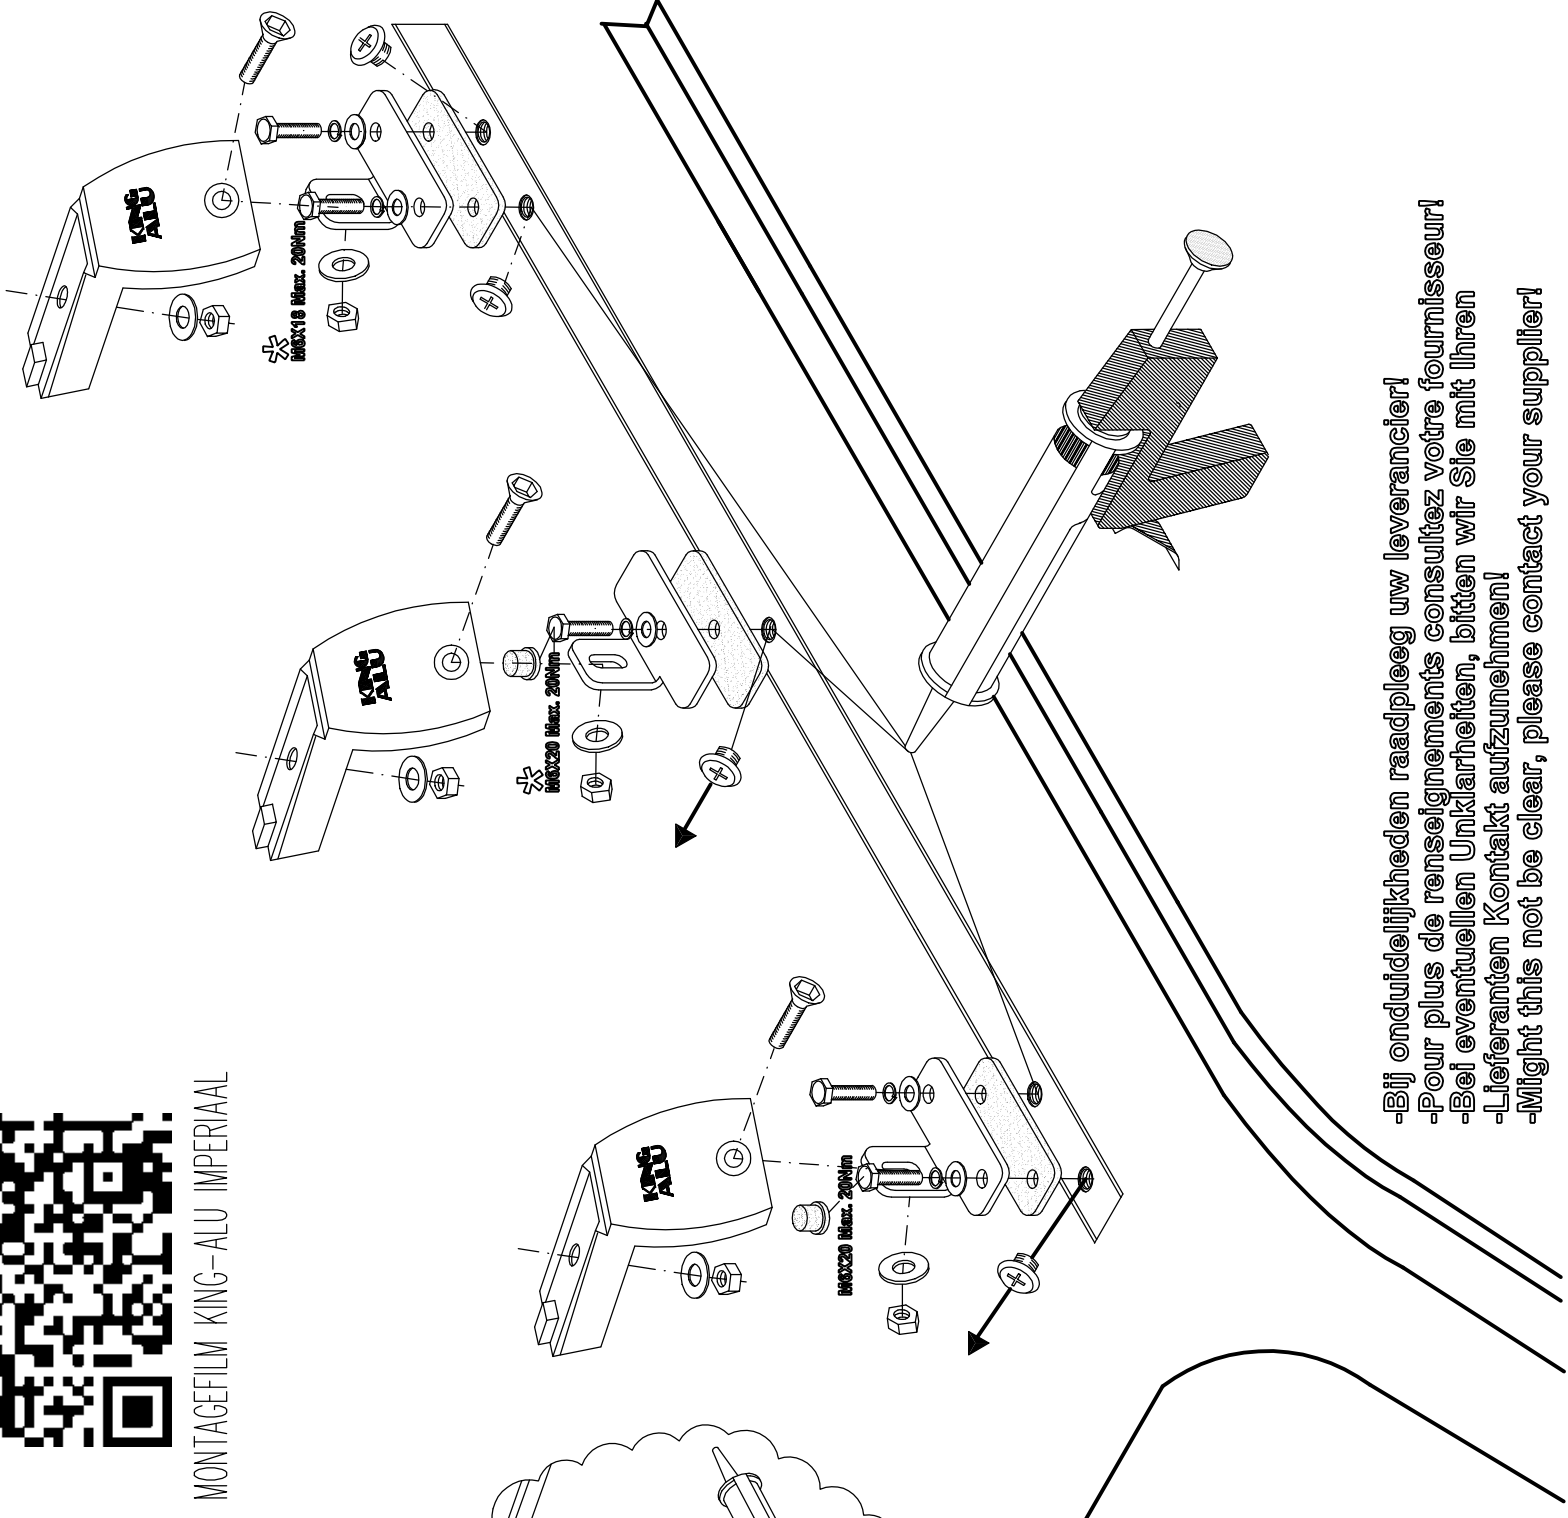 MONTAGEFILM KING-ALU IMPERIAAL
KING
ALU
M6X20 Max. 20Nm
KING
ALU
*
M6X20 Max. 20Nm
KING
ALU
*
M6X18 Max. 20Nm
-Bij onduidelijkheden raadpleeg uw leverancier!
-Pour plus de renseignements consultez votre fournisseur!
-Bei eventuellen Unklarheiten, bitten wir Sie mit Ihren
-Lieferanten Kontakt aufzunehmen!
-Might this not be clear, please contact your supplier!